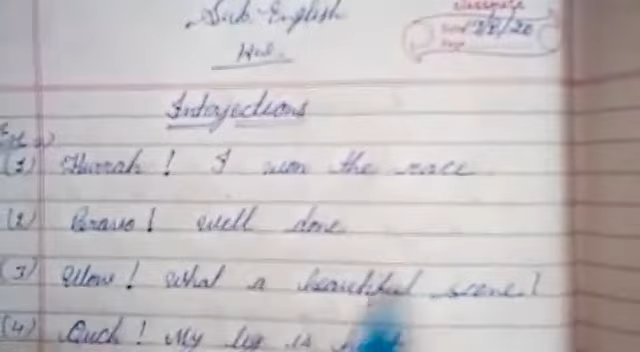 Sub-English
H.W.
Interjections
(1) Hurrah! I won the race
(2) Bravo! well done
(3) Wow! what a beautiful scene!
(4) Ouch! My leg is